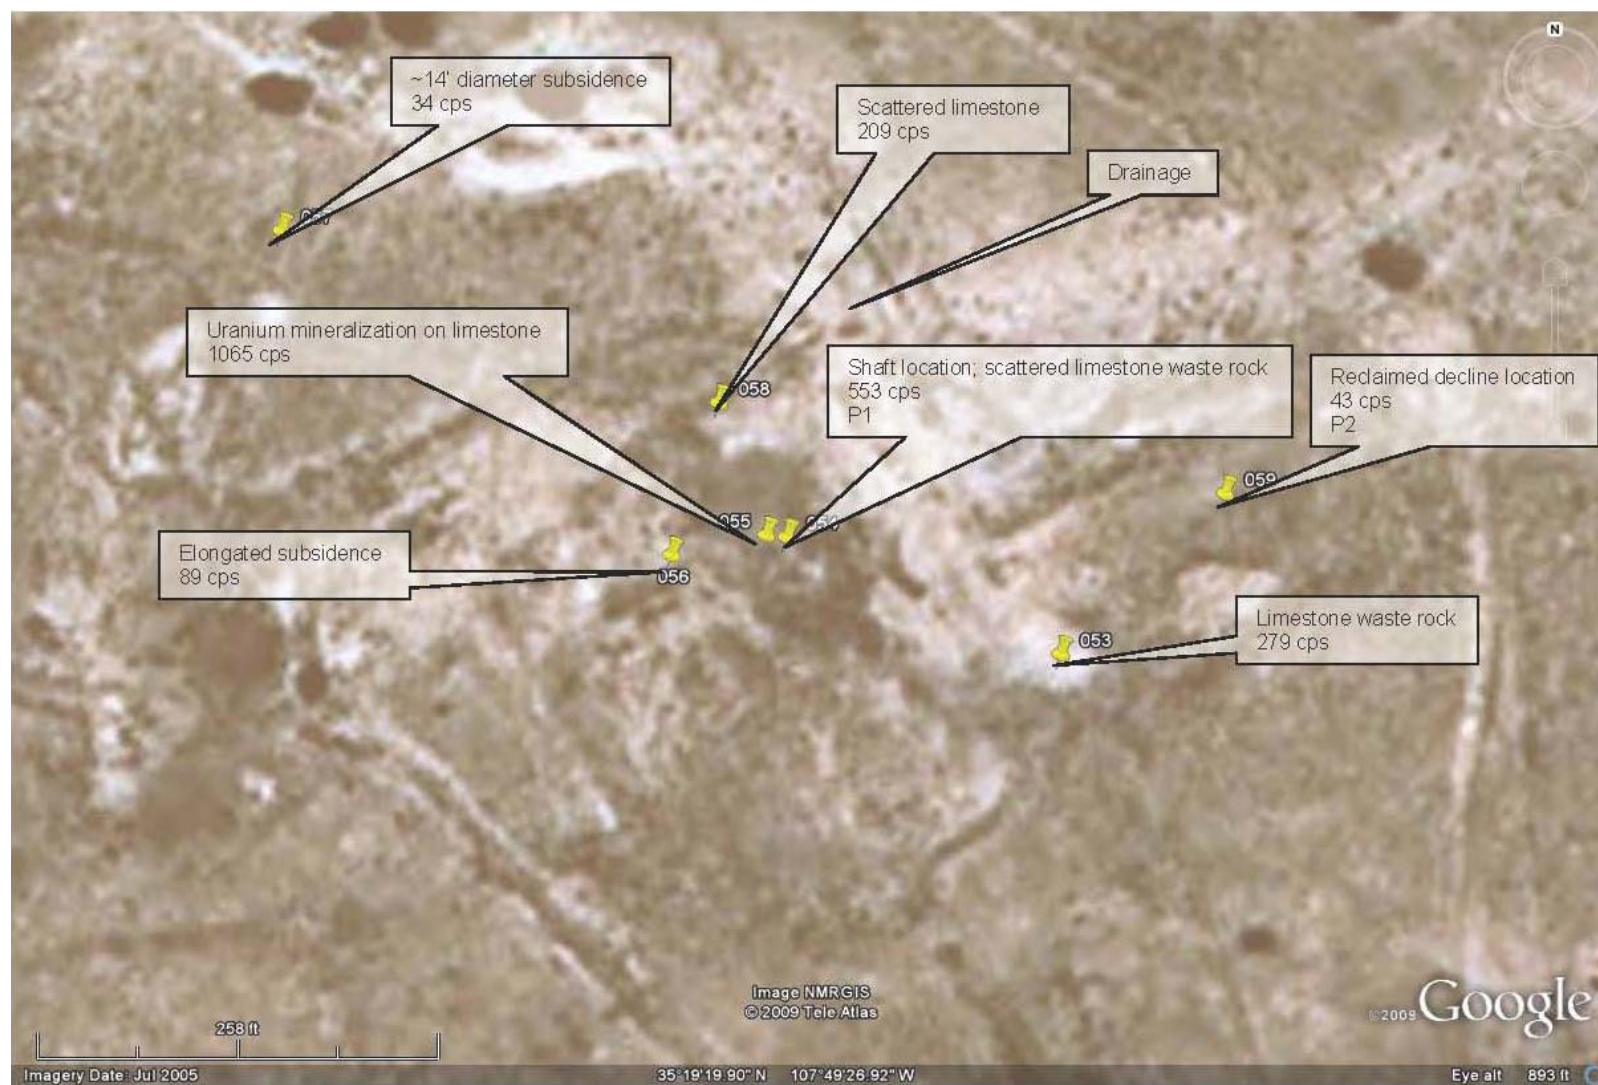 N
~14' diameter subsidence
34 cps
Scattered limestone
209 cps
Drainage
Uranium mineralization on limestone
1065 cps
058
Shaft location; scattered limestone waste rock
553 cps
P1
Reclaimed decline location
43 cps
P2
059
055
054
Elongated subsidence
89 cps
056
053
Limestone waste rock
279 cps
Image NMRGIS
© 2009 Tele Atlas
©2009 Google
258 ft
Imagery Date: Jul 2005
35°19'19.90" N 107°49'26.92" W
Eye alt 893 ft